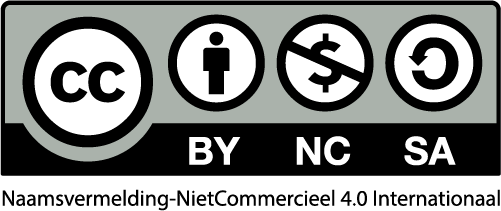 cc
BY NC SA
Naamsvermelding-NietCommercieel 4.0 Internationaal